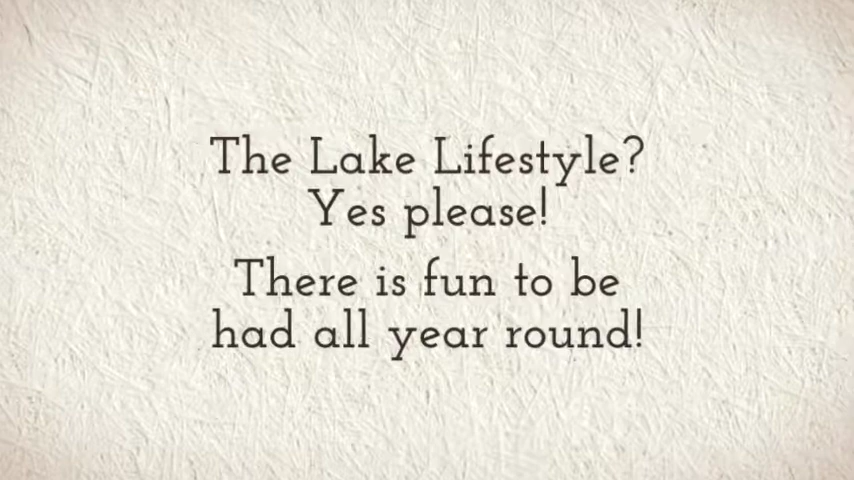 The Lake Lifestyle?
Yes please!
There is fun to be
had all year round!